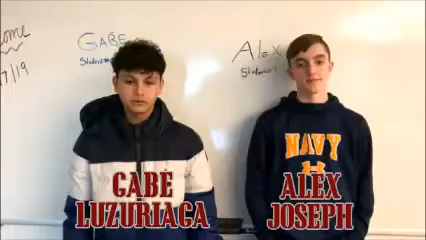 ome
7/19
GABE
Student#
Alex
Student
NAVY
GABE
LUZURIAGA
ALEX
JOSEPH